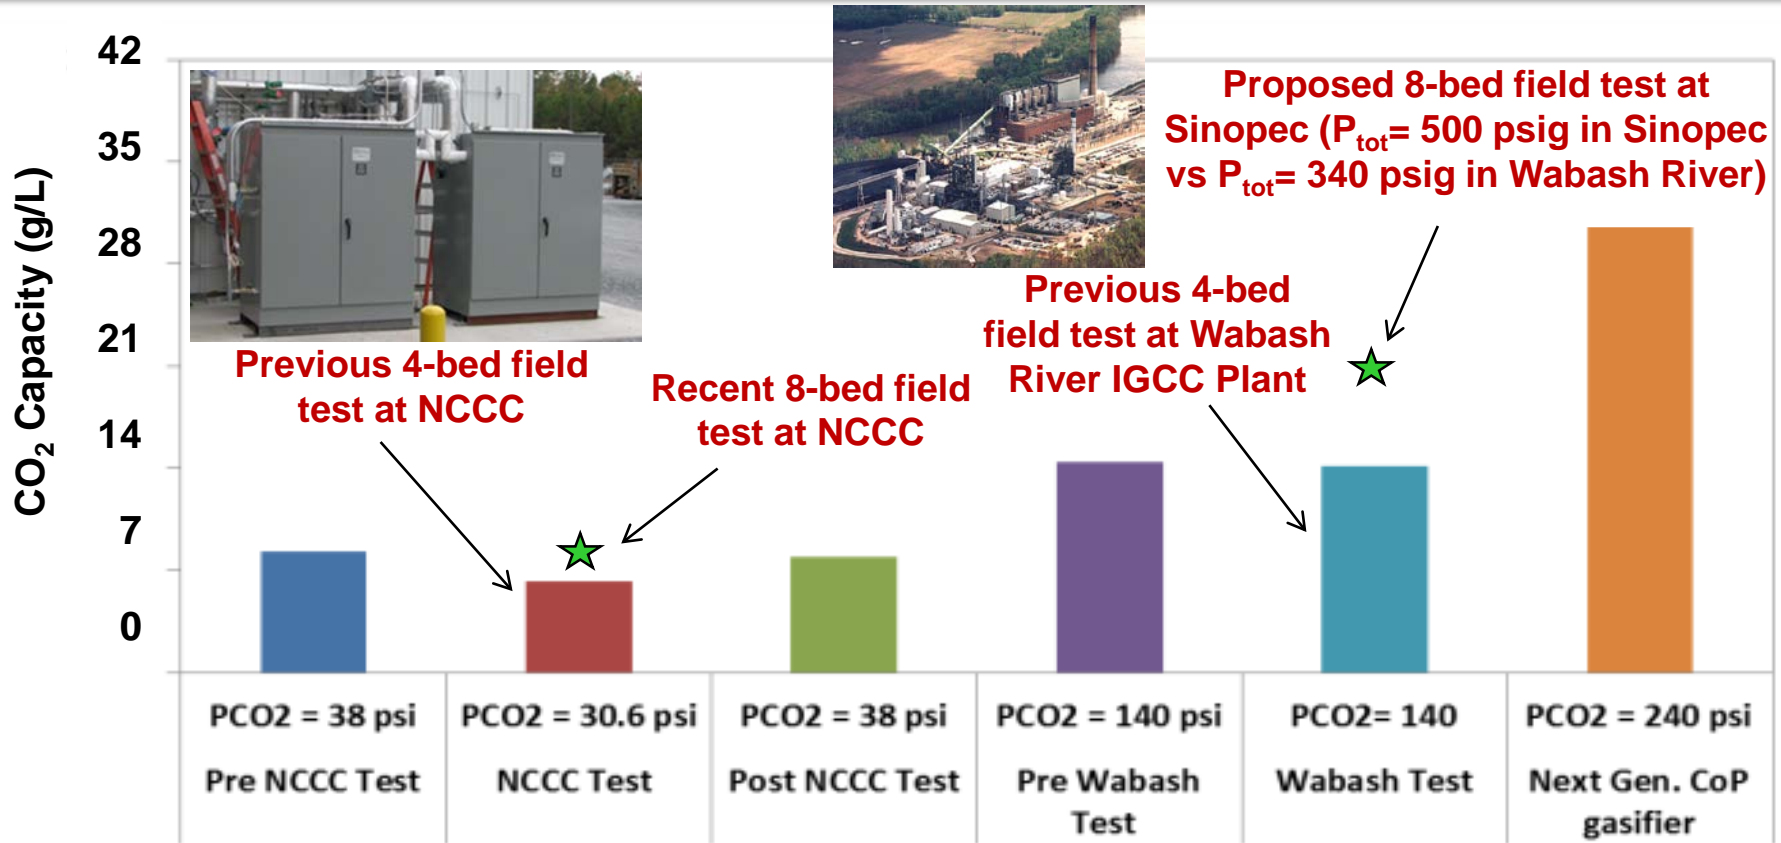 42
35
28
21
14
7
0
CO2 Capacity (g/L)
Previous 4-bed field
test at NCCC
Recent 8-bed field
test at NCCC
Previous 4-bed
field test at Wabash
River IGCC Plant
Proposed 8-bed field test at
Sinopec (Ptot= 500 psig in Sinopec
vs Ptot= 340 psig in Wabash River)
PCO2 = 38 psi
Pre NCCC Test
PCO2 = 30.6 psi
NCCC Test
PCO2 = 38 psi
Post NCCC Test
PCO2 = 140 psi
Pre Wabash
Test
PCO2= 140
Wabash Test
PCO2 = 240 psi
Next Gen. CoP
gasifier